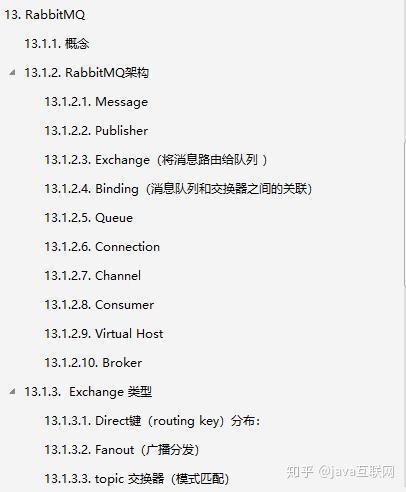 13. RabbitMQ
13.1.1. 概念
13.1.2. RabbitMQ架构
13.1.2.1. Message
13.1.2.2. Publisher
13.1.2.3. Exchange（将消息路由给队列 ）
13.1.2.4. Binding（消息队列和交换器之间的关联）
13.1.2.5. Queue
13.1.2.6. Connection
13.1.2.7. Channel
13.1.2.8. Consumer
13.1.2.9. Virtual Host
13.1.2.10. Broker
13.1.3. Exchange 类型
13.1.3.1. Direct键（routing key）分布：
13.1.3.2. Fanout（广播分发）
13.1.3.3. topic 交换器（模式匹配）
知乎 @java互联网